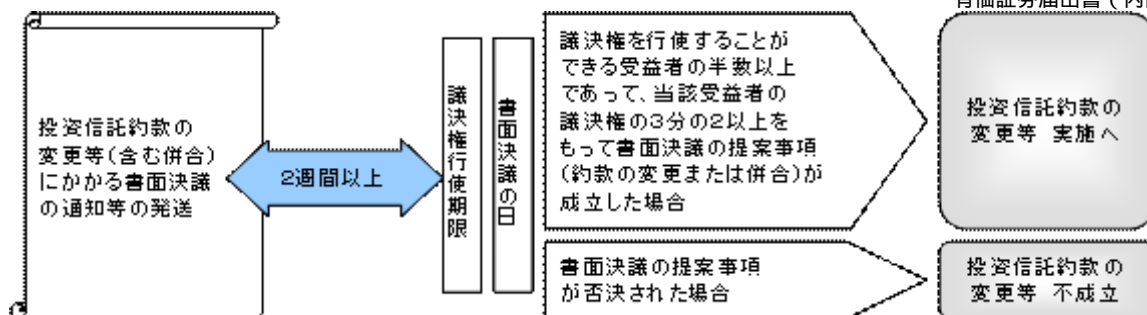 有価証券届出書(内
投資信託約款の
変更等(含む併合)
にかかる書面決議
の通知等の発送
2週間以上
議決権行使期限
書面決議の日
議決権を行使することが
できる受益者の半数以上
であって、当該受益者の
議決権の3分の2以上を
もって書面決議の提案事項
(約款の変更または併合)が
成立した場合
投資信託約款の
変更等 実施へ
書面決議の提案事項
が否決された場合
投資信託約款の
変更等 不成立